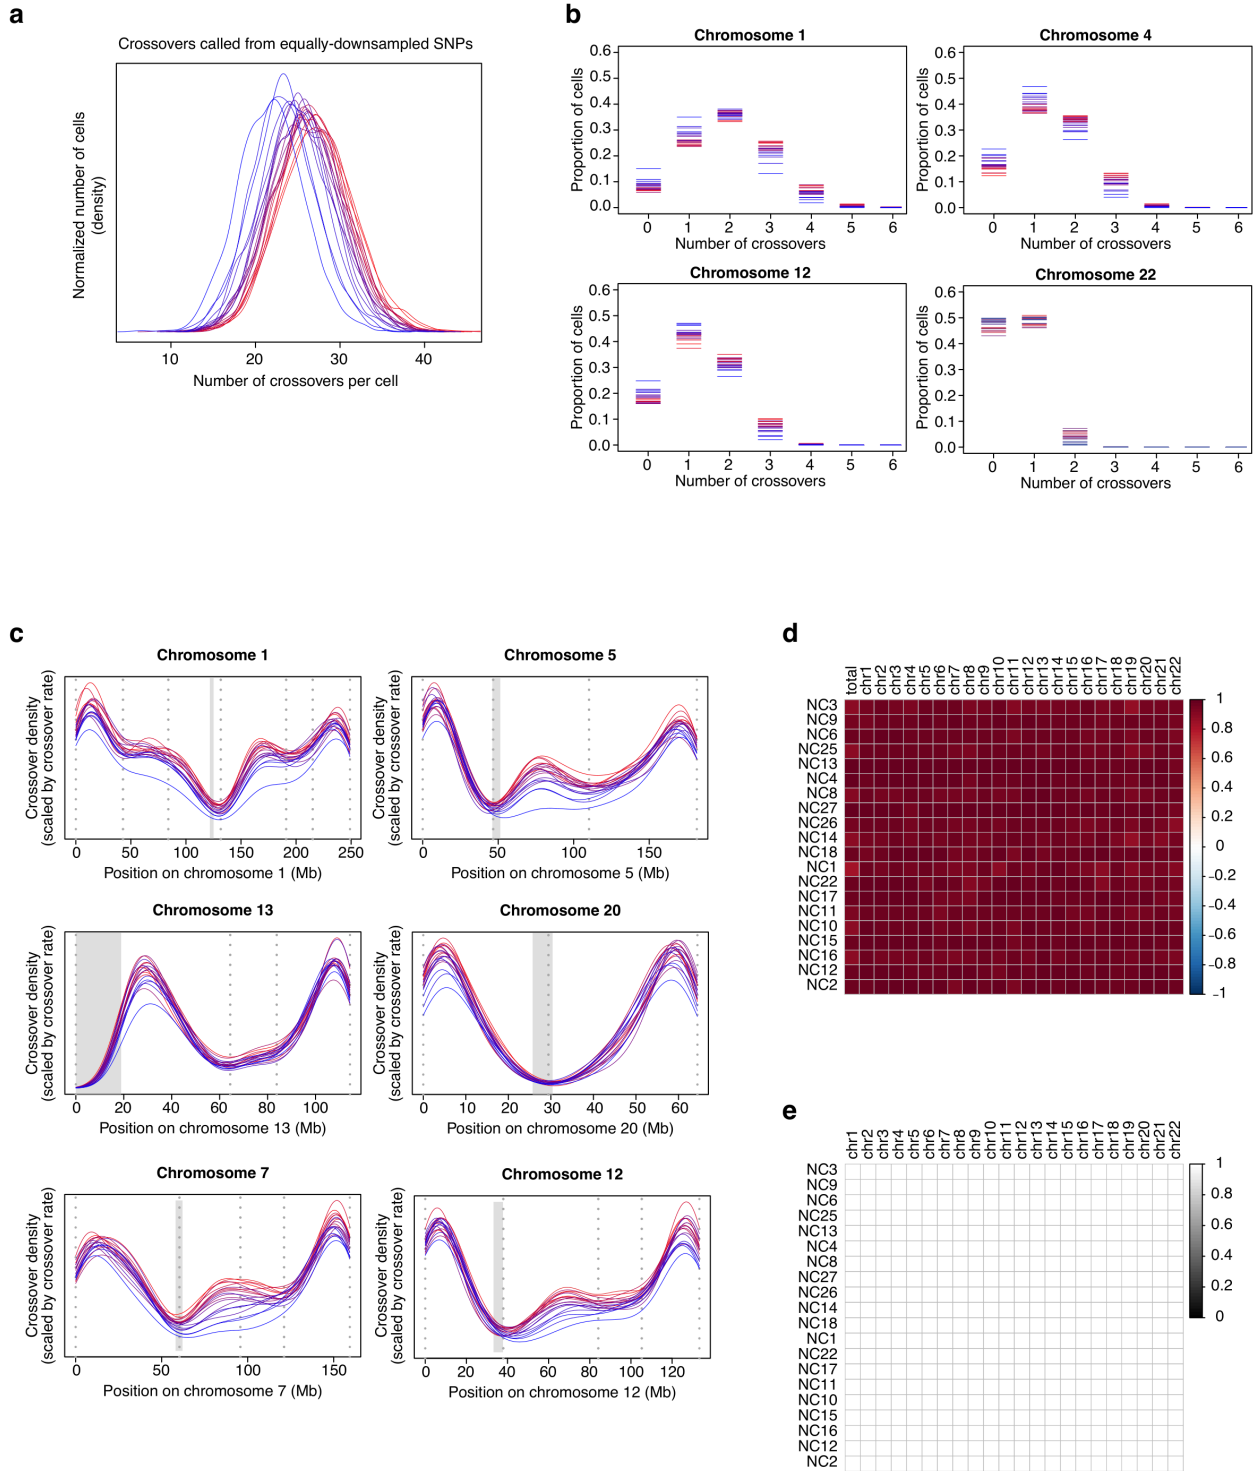 a
Crossovers called from equally-downsampled SNPs
Normalized number of cells
(density)
10 20 30 40
Number of crossovers per cell
b
Chromosome 1
Proportion of cells
0.6
0.5
0.4
0.3
0.2
0.1
0.0
0 1 2 3 4 5 6
Number of crossovers
Chromosome 4
Proportion of cells
0.6
0.5
0.4
0.3
0.2
0.1
0.0
0 1 2 3 4 5 6
Number of crossovers
Chromosome 12
Proportion of cells
0.6
0.5
0.4
0.3
0.2
0.1
0.0
0 1 2 3 4 5 6
Number of crossovers
Chromosome 22
Proportion of cells
0.6
0.5
0.4
0.3
0.2
0.1
0.0
0 1 2 3 4 5 6
Number of crossovers
c
Chromosome 1
Crossover density
(scaled by crossover rate)
0 50 100 150 200 250
Position on chromosome 1 (Mb)
Chromosome 5
Crossover density
(scaled by crossover rate)
0 50 100 150
Position on chromosome 5 (Mb)
Chromosome 13
Crossover density
(scaled by crossover rate)
0 20 40 60 80 100
Position on chromosome 13 (Mb)
Chromosome 20
Crossover density
(scaled by crossover rate)
0 10 20 30 40 50 60
Position on chromosome 20 (Mb)
Chromosome 7
Crossover density
(scaled by crossover rate)
0 50 100 150
Position on chromosome 7 (Mb)
Chromosome 12
Crossover density
(scaled by crossover rate)
0 20 40 60 80 100 120
Position on chromosome 12 (Mb)
d
total chr1 chr2 chr3 chr4 chr5 chr6 chr7 chr8 chr9 chr10 chr11 chr12 chr13 chr14 chr15 chr16 chr17 chr18 chr19 chr20 chr21 chr22
NC3
NC9
NC6
NC25
NC13
NC4
NC8
NC27
NC26
NC14
NC18
NC1
NC22
NC17
NC11
NC10
NC15
NC16
NC12
NC2
1
0.8
0.6
0.4
0.2
0
−0.2
−0.4
−0.6
−0.8
−1
e
chr1 chr2 chr3 chr4 chr5 chr6 chr7 chr8 chr9 chr10 chr11 chr12 chr13 chr14 chr15 chr16 chr17 chr18 chr19 chr20 chr21 chr22
NC3
NC9
NC6
NC25
NC13
NC4
NC8
NC27
NC26
NC14
NC18
NC1
NC22
NC17
NC11
NC10
NC15
NC16
NC12
NC2
1
0.8
0.6
0.4
0.2
0